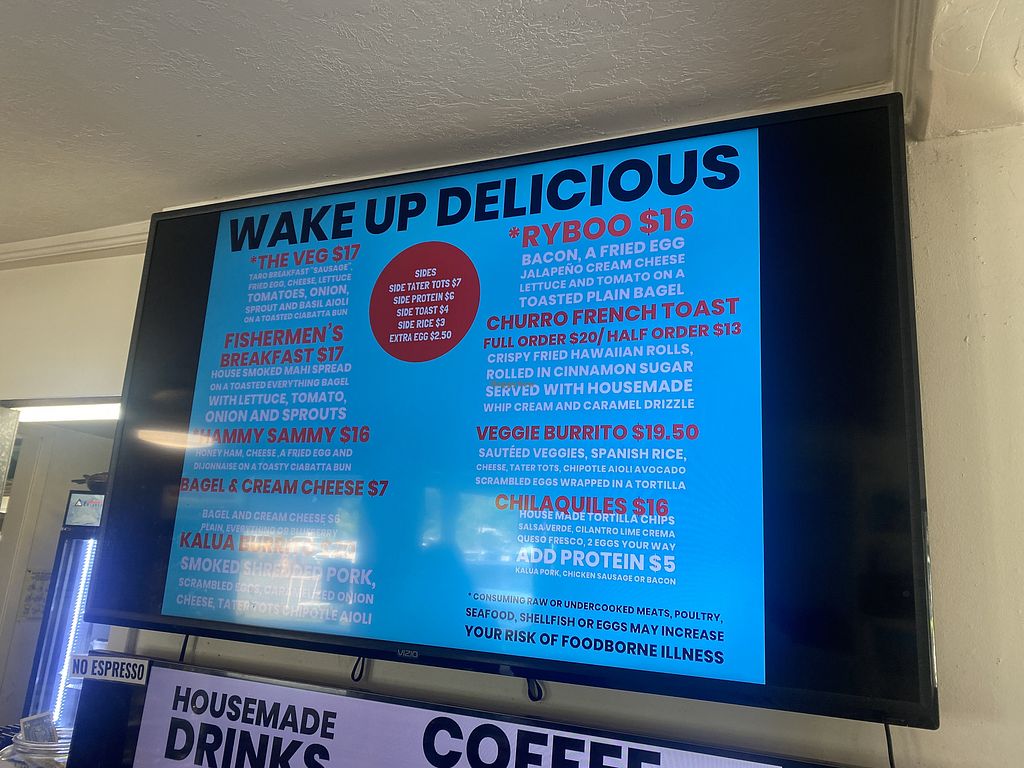 WAKE UP DELICIOUS
*THE VEG $17
TARO BREAKFAST "SAUSAGE",
FRIED EGG, CHEESE, LETTUCE
TOMATOES, ONION,
SPROUT AND BASIL AIOLI
ON A TOASTED CIABATTA BUN
FISHERMEN'S
BREAKFAST $17
HOUSE SMOKED MAHI SPREAD
ON A TOASTED EVERYTHING BAGEL
WITH LETTUCE, TOMATO,
ONION AND SPROUTS
*HAMMY SAMMY $16
HONEY HAM, CHEESE ,A FRIED EGG AND
DIJONNAISE ON A TOASTY CIABATTA BUN
BAGEL & CREAM CHEESE $7
BAGEL AND CREAM CHEESE $6
PLAIN, EVERYTHING OR BLUEBERRY
KALUA BURRITO
SMOKED SHREDDED PORK,
SCRAMBLED EGGS, CARAMELIZED ONION
CHEESE, TATER TOTS CHIPOTLE AIOLI
SIDES
SIDE TATER TOTS $7
SIDE PROTEIN $6
SIDE TOAST $4
SIDE RICE $3
EXTRA EGG $2.50
*RYBOO $16
BACON, A FRIED EGG
JALAPEÑO CREAM CHEESE
LETTUCE AND TOMATO ON A
TOASTED PLAIN BAGEL
CHURRO FRENCH TOAST
FULL ORDER $20/ HALF ORDER $13
CRISPY FRIED HAWAIIAN ROLLS,
ROLLED IN CINNAMON SUGAR
SERVED WITH HOUSEMADE
WHIP CREAM AND CARAMEL DRIZZLE
VEGGIE BURRITO $19.50
SAUTÉED VEGGIES, SPANISH RICE,
CHEESE, TATER TOTS, CHIPOTLE AIOLI AVOCADO
SCRAMBLED EGGS WRAPPED IN A TORTILLA
CHILAQUILES $16
HOUSE MADE TORTILLA CHIPS
SALSA VERDE, CILANTRO LIME CREMA
QUESO FRESCO, 2 EGGS YOUR WAY
ADD PROTEIN $5
KALUA PORK, CHICKEN SAUSAGE OR BACON
* CONSUMING RAW OR UNDERCOOKED MEATS, POULTRY,
SEAFOOD, SHELLFISH OR EGGS MAY INCREASE
YOUR RISK OF FOODBORNE ILLNESS
VIZIO
NO ESPRESSO
HOUSEMADE
DRINKS
COFFEE